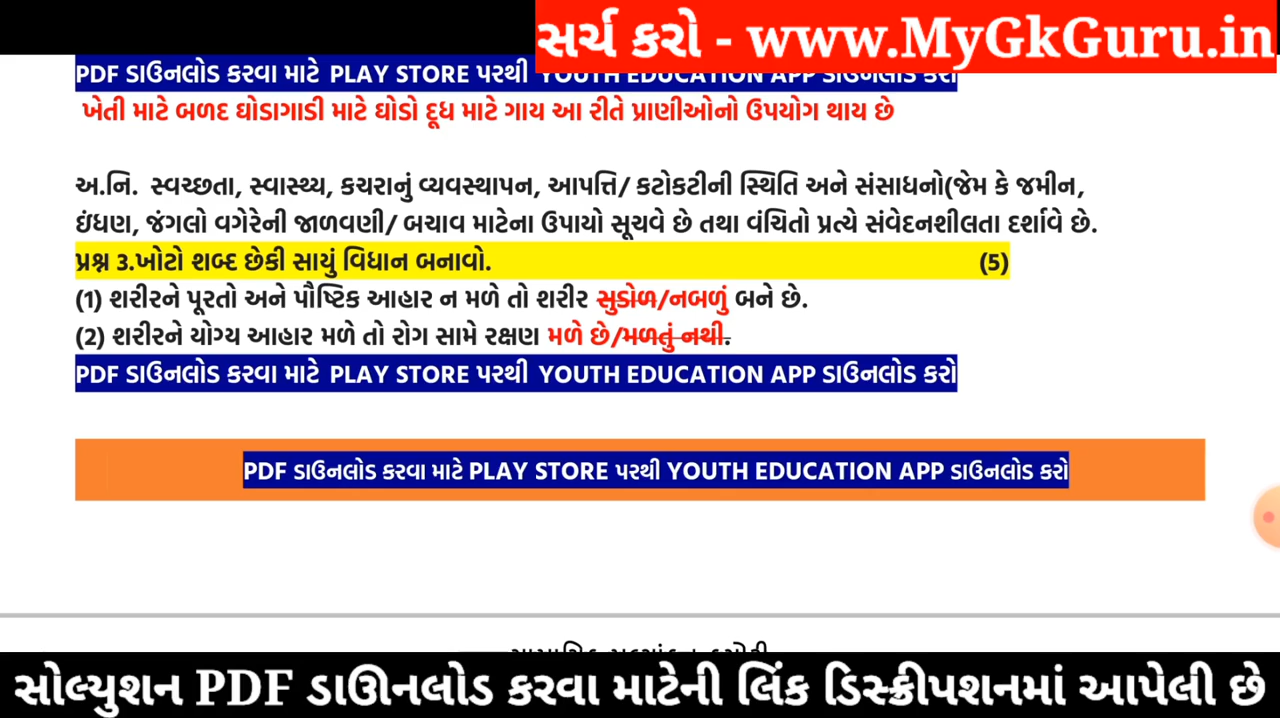 સર્ચ કરો - www.MyGkGuru.in
PDF ડાઉનલોડ કરવા માટે PLAY STORE પરથી YOUTH EDUCATION APP ડાઉનલોડ કરો
ખેતી માટે બળદ ઘોડાગાડી માટે ઘોડો દૂધ માટે ગાય આ રીતે પ્રાણીઓનો ઉપયોગ થાય છે
અ.નિ. સ્વચ્છતા, સ્વાસ્થ્ય, કચરાનું વ્યવસ્થાપન, આપત્તિ/ કટોકટીની સ્થિતિ અને સંસાધનો(જેમ કે જમીન,
ઇંધણ, જંગલો વગેરેની જાળવણી/ બચાવ માટેના ઉપાયો સૂચવે છે તથા વંચિતો પ્રત્યે સંવેદનશીલતા દર્શાવે છે.
પ્રશ્ન 3.ખોટો શબ્દ છેકી સાચું વિધાન બનાવો. (5)
(1) શરીરને પૂરતો અને પૌષ્ટિક આહાર ન મળે તો શરીર સુડોળ/નબળું બને છે.
(2) શરીરને યોગ્ય આહાર મળે તો રોગ સામે રક્ષણ મળે છે/મળતું નથી.
PDF ડાઉનલોડ કરવા માટે PLAY STORE પરથી YOUTH EDUCATION APP ડાઉનલોડ કરો
PDF ડાઉનલોડ કરવા માટે PLAY STORE પરથી YOUTH EDUCATION APP ડાઉનલોડ કરો
સોલ્યુશન PDF ડાઊનલોડ કરવા માટેની લિંક ડિસ્ક્રીપશનમાં આપેલી છે